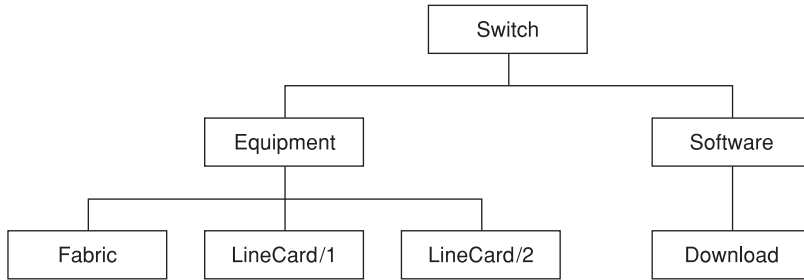 Switch
Equipment
Software
Fabric
LineCard/1
LineCard/2
Download